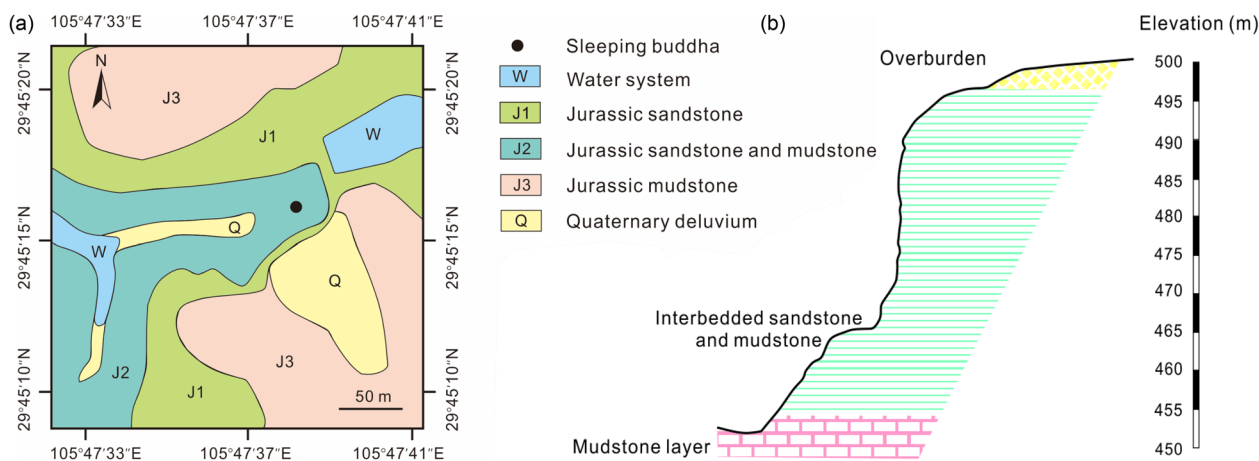 (a)
105°47′33″E
105°47′37″E
105°47′41″E
29°45′20″N
29°45′15″N
29°45′10″N
N
J3
J1
W
W
Q
Q
J2
J1
J3
50 m
29°45′20″N
29°45′15″N
29°45′10″N
105°47′33″E
105°47′37″E
105°47′41″E
Sleeping buddha
W Water system
J1 Jurassic sandstone
J2 Jurassic sandstone and mudstone
J3 Jurassic mudstone
Q Quaternary deluvium
(b)
Elevation (m)
Overburden
Interbedded sandstone
and mudstone
Mudstone layer
500
495
490
485
480
475
470
465
460
455
450